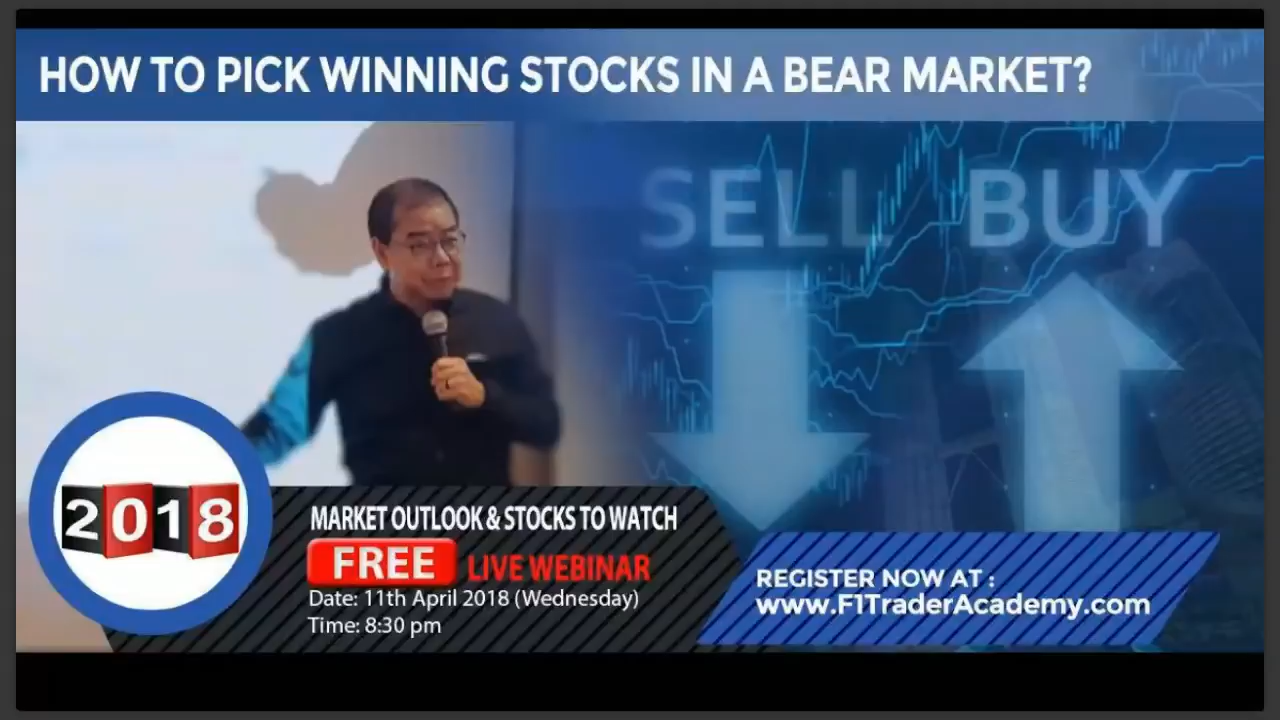 HOW TO PICK WINNING STOCKS IN A BEAR MARKET?
SELL BUY
2018
MARKET OUTLOOK & STOCKS TO WATCH
FREE LIVE WEBINAR
Date: 11th April 2018 (Wednesday)
Time: 8:30 pm
REGISTER NOW AT :
www.F1TraderAcademy.com